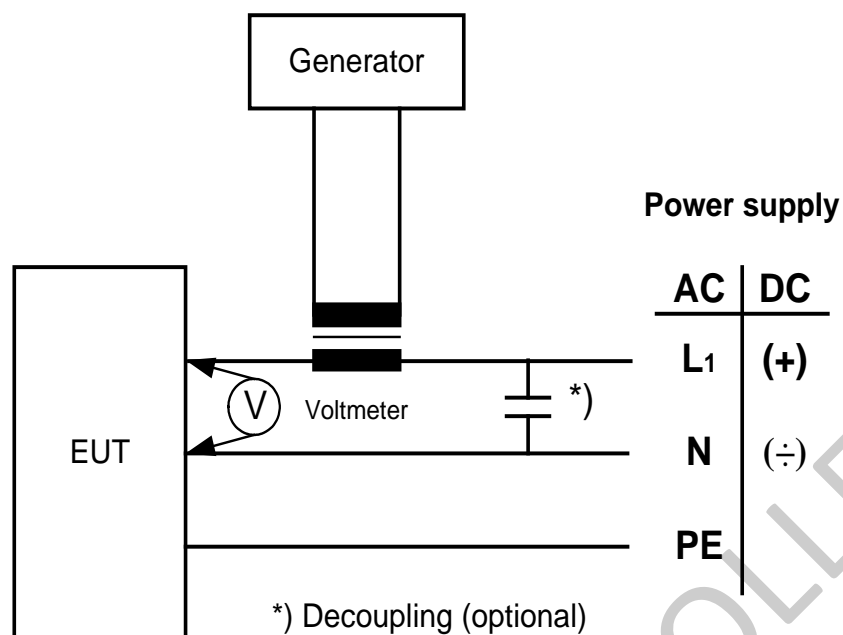 Generator
Power supply
AC DC
L1 (+)
V Voltmeter *)
EUT N (÷)
PE
*) Decoupling (optional)